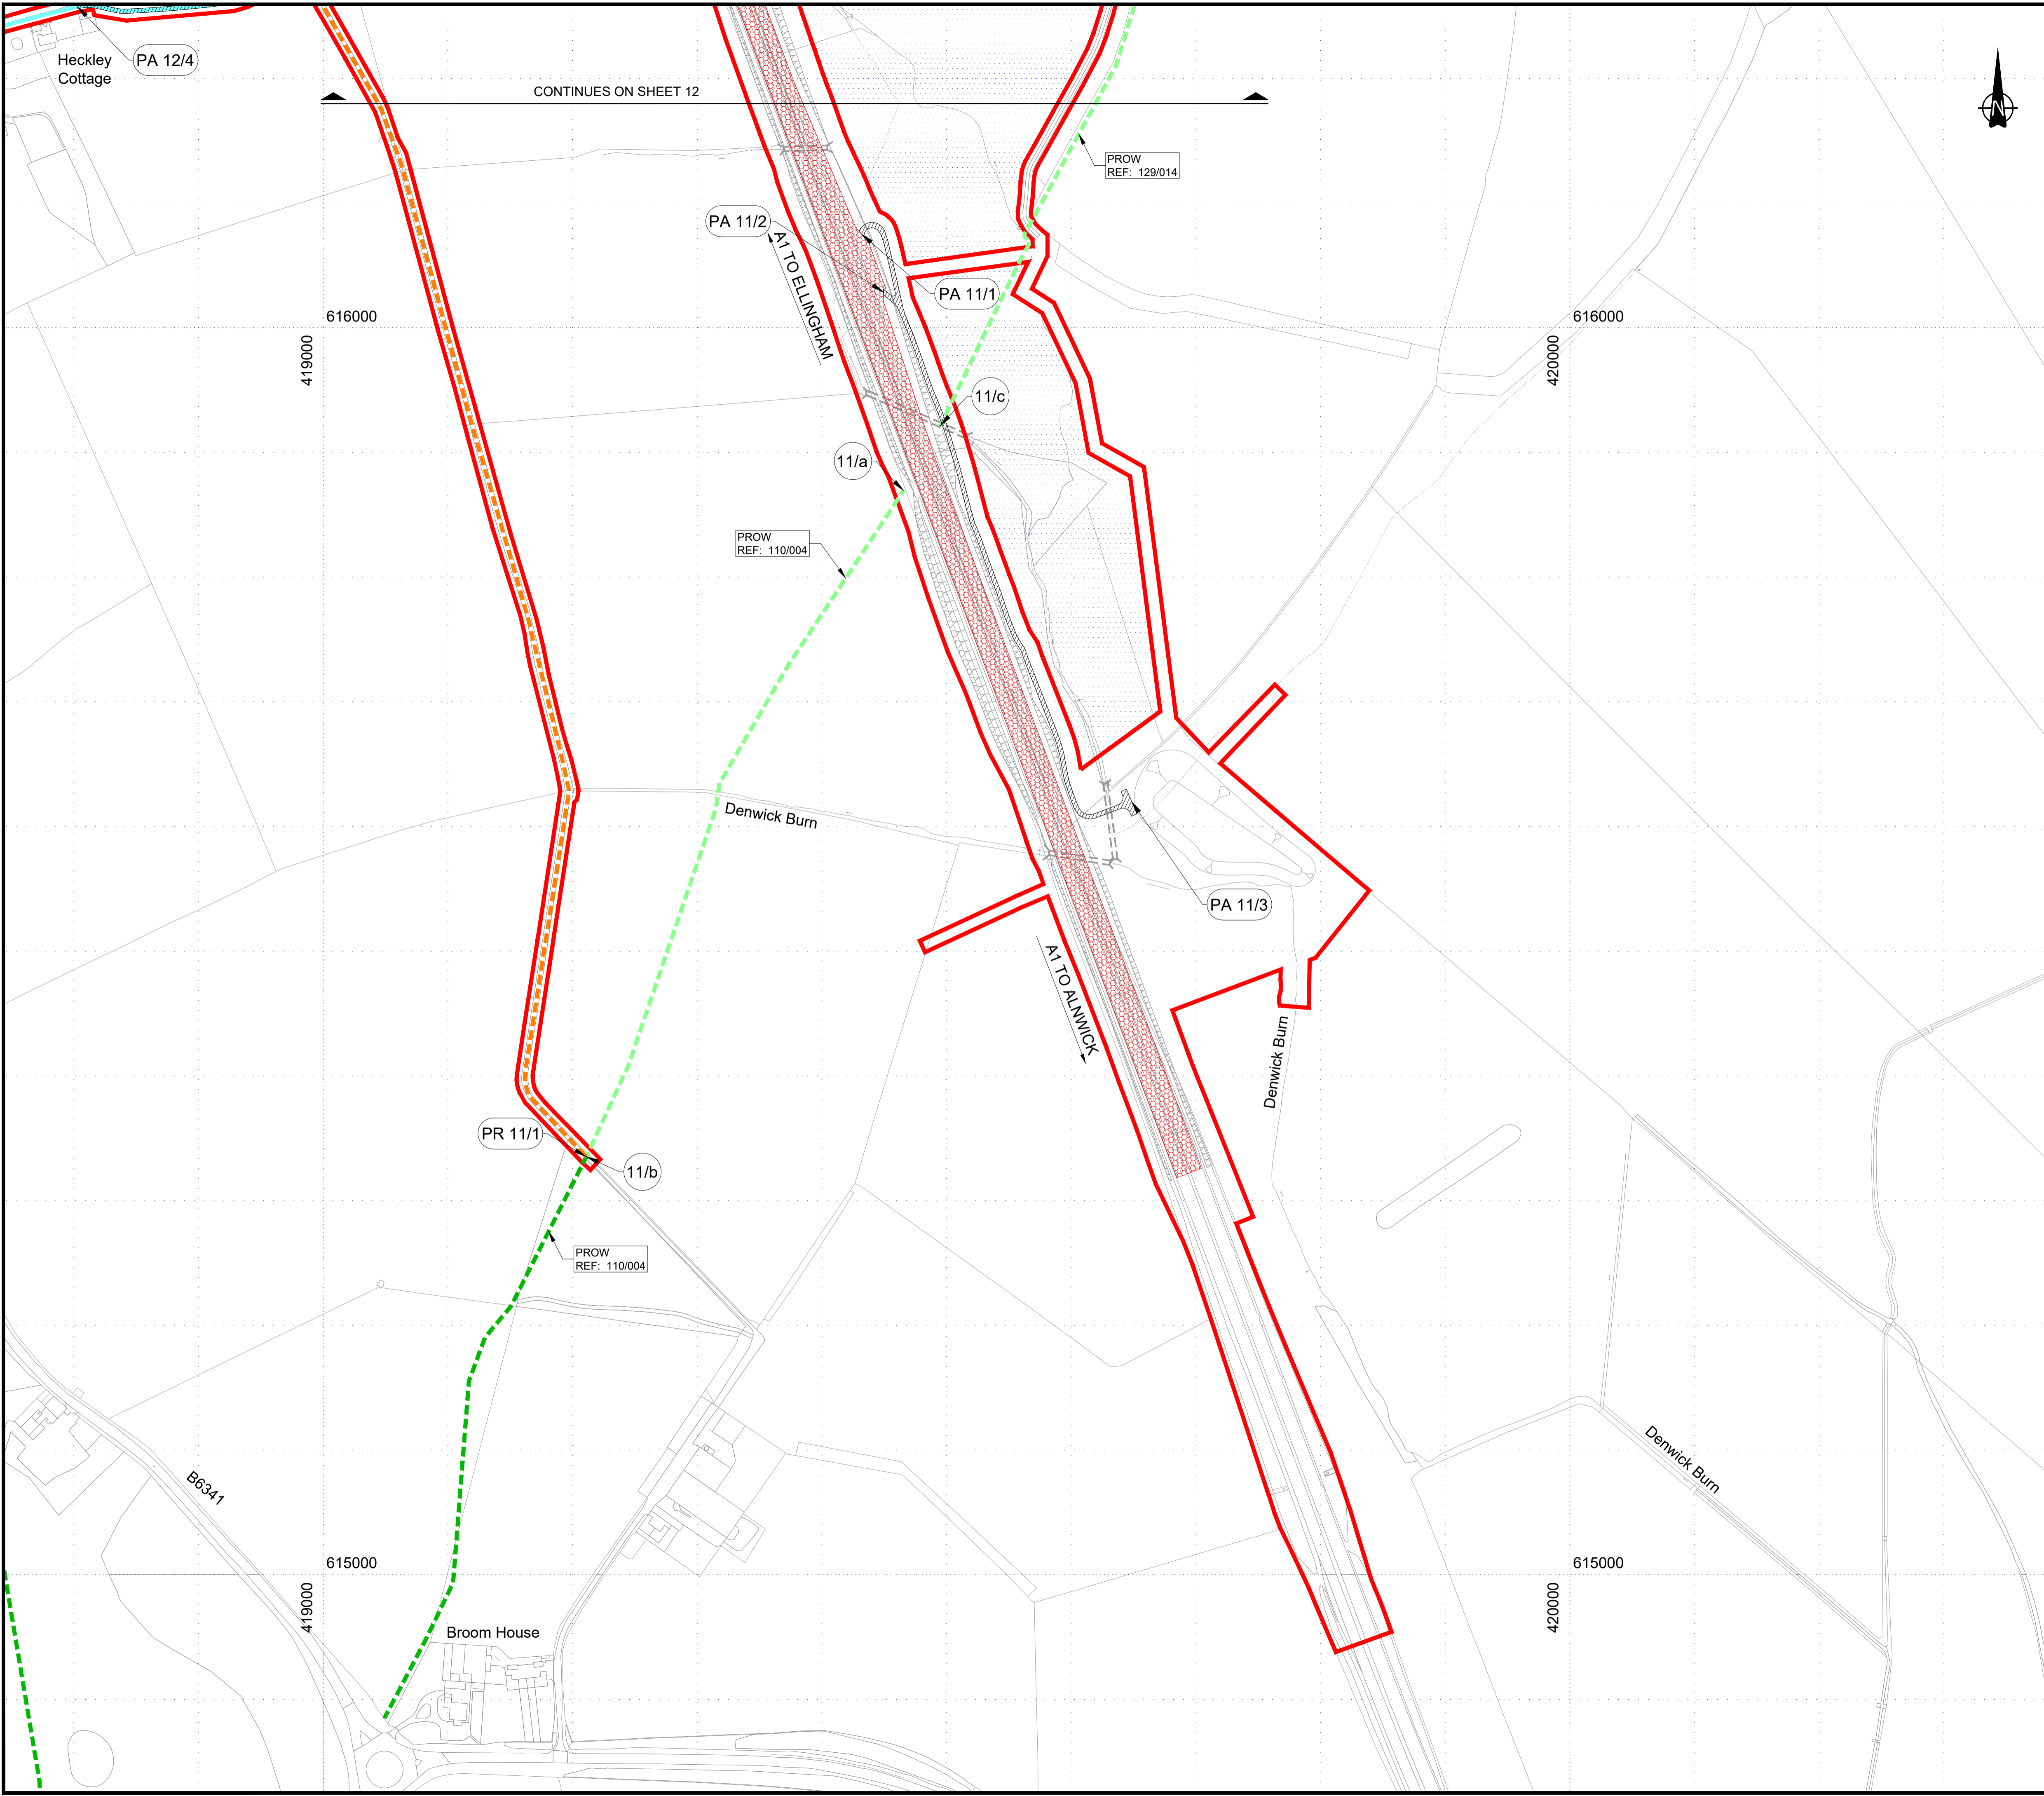 Heckley
Cottage
PA 12/4
CONTINUES ON SHEET 12
N
PROW
REF: 129/014
PA 11/2
A1 TO ELLINGHAM
PA 11/1
616000
419000
616000
420000
11/c
11/a
PROW
REF: 110/004
Denwick Burn
PA 11/3
A1 TO ALNWICK
Denwick Burn
PR 11/1
11/b
PROW
REF: 110/004
B6341
Denwick Burn
615000
419000
615000
420000
Broom House